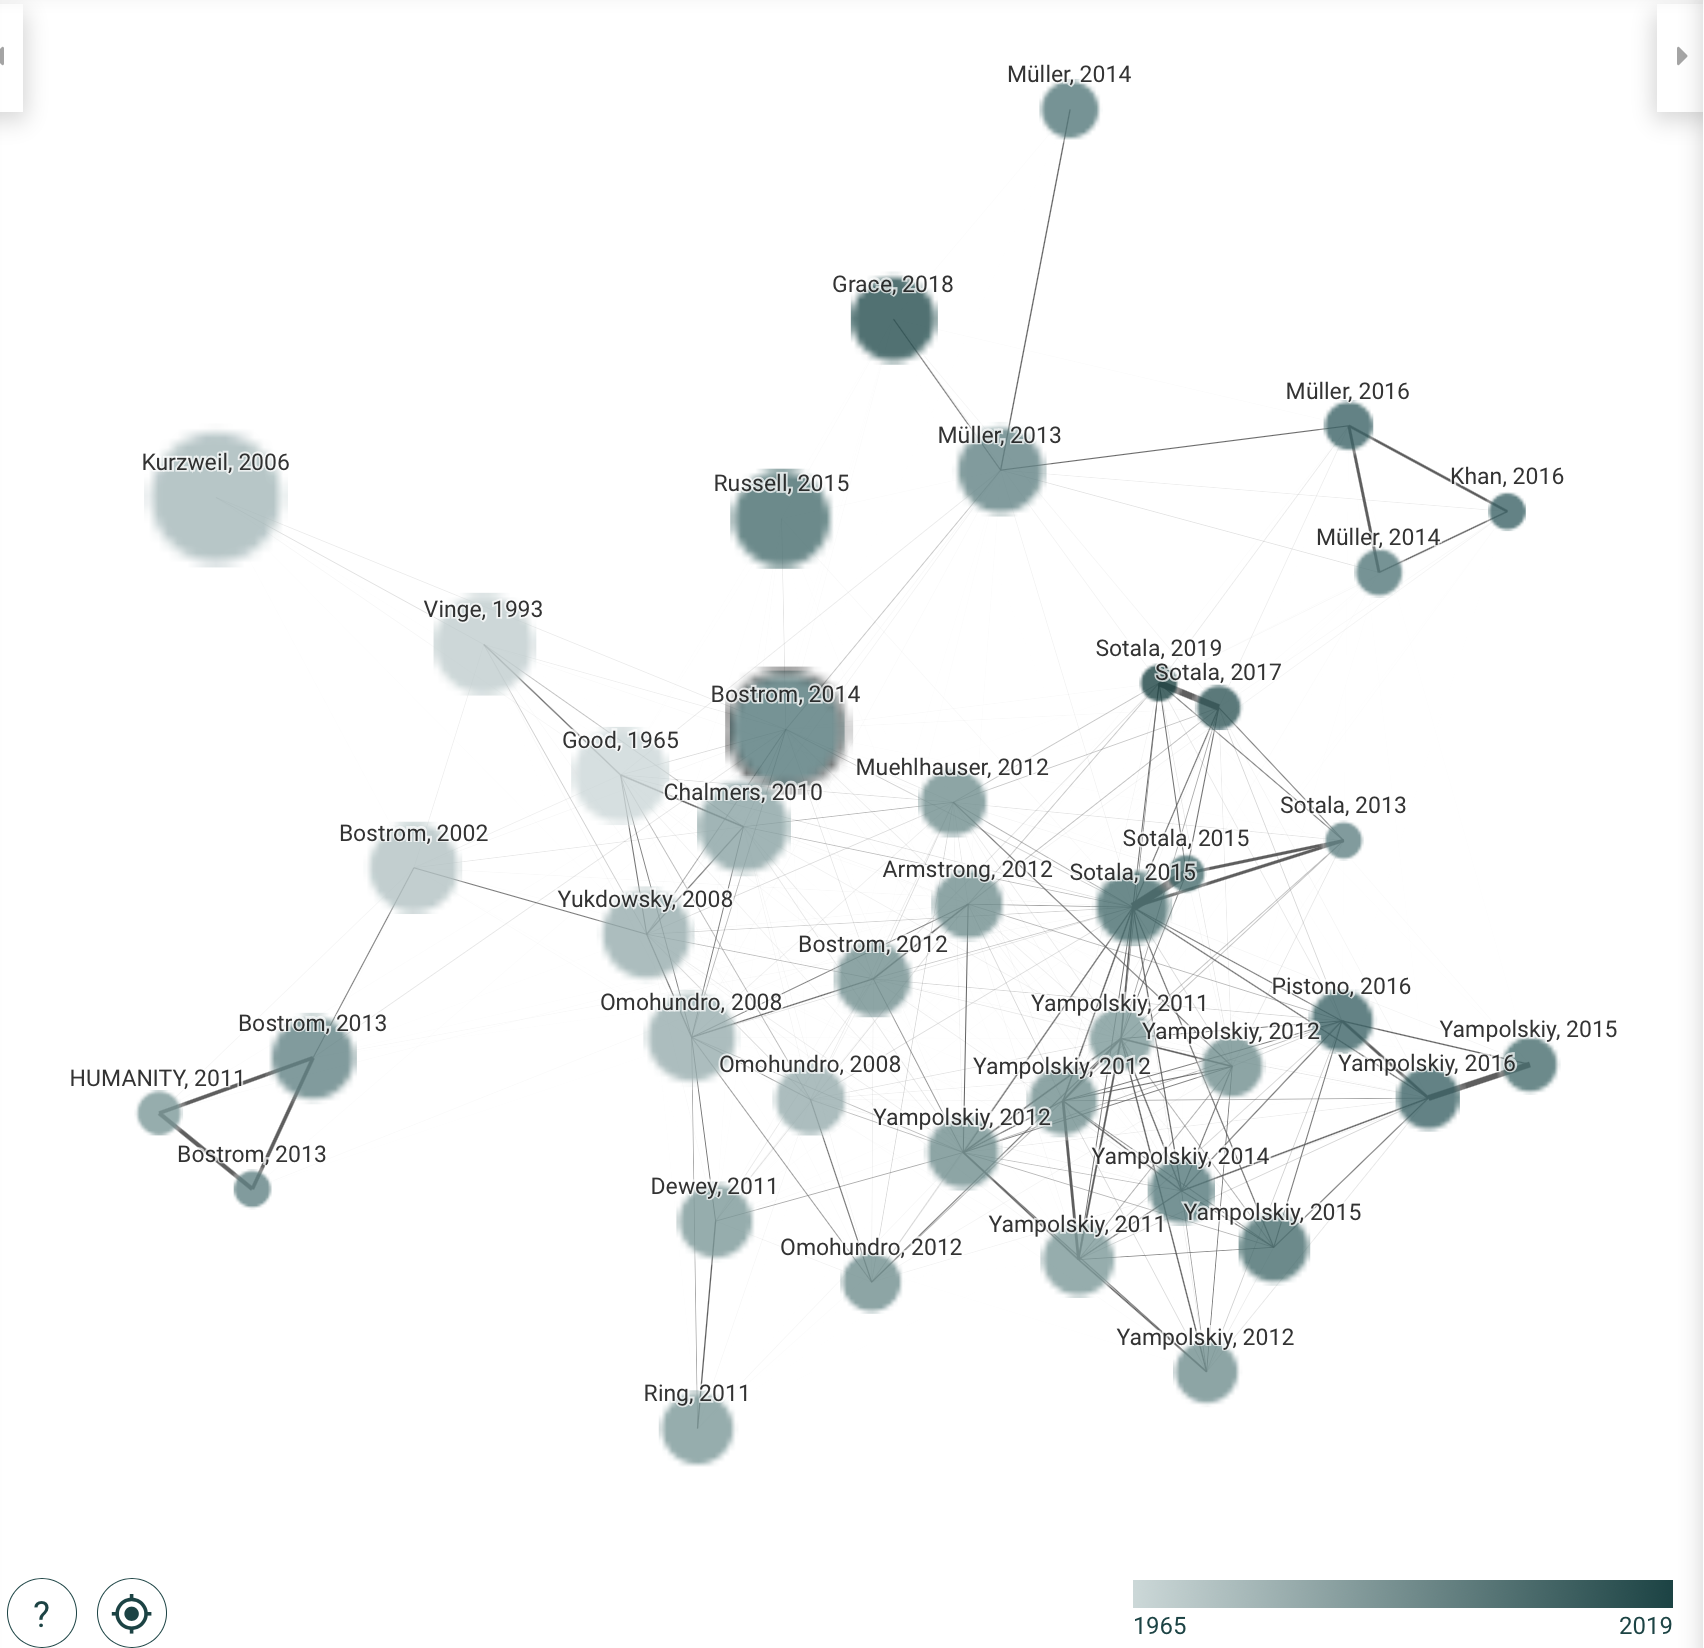 Müller, 2014
Grace, 2018
Müller, 2016
Müller, 2013
Kurzweil, 2006
Khan, 2016
Russell, 2015
Müller, 2014
Vinge, 1993
Sotala, 2019
Sotala, 2017
Bostrom, 2014
Good, 1965
Muehlhauser, 2012
Chalmers, 2010
Sotala, 2013
Bostrom, 2002
Sotala, 2015
Armstrong, 2012
Sotala, 2015
Yukdowsky, 2008
Bostrom, 2012
Pistono, 2016
Omohundro, 2008
Yampolskiy, 2011
Bostrom, 2013
Yampolskiy, 2012
Yampolskiy, 2015
Omohundro, 2008
Yampolskiy, 2012
Yampolskiy, 2016
HUMANITY, 2011
Yampolskiy, 2012
Bostrom, 2013
Yampolskiy, 2014
Dewey, 2011
Yampolskiy, 2015
Yampolskiy, 2011
Omohundro, 2012
Yampolskiy, 2012
Ring, 2011
?
1965
2019